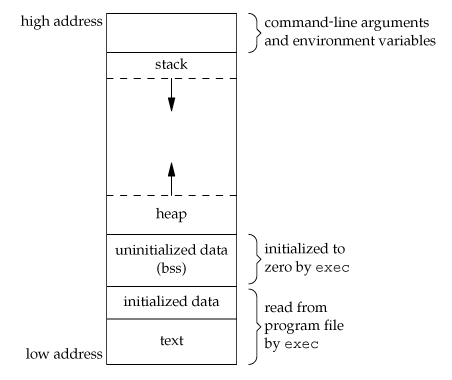 high address
command-line arguments
and environment variables
stack
heap
uninitialized data
(bss)
initialized to
zero by exec
initialized data
read from
program file
by exec
text
low address